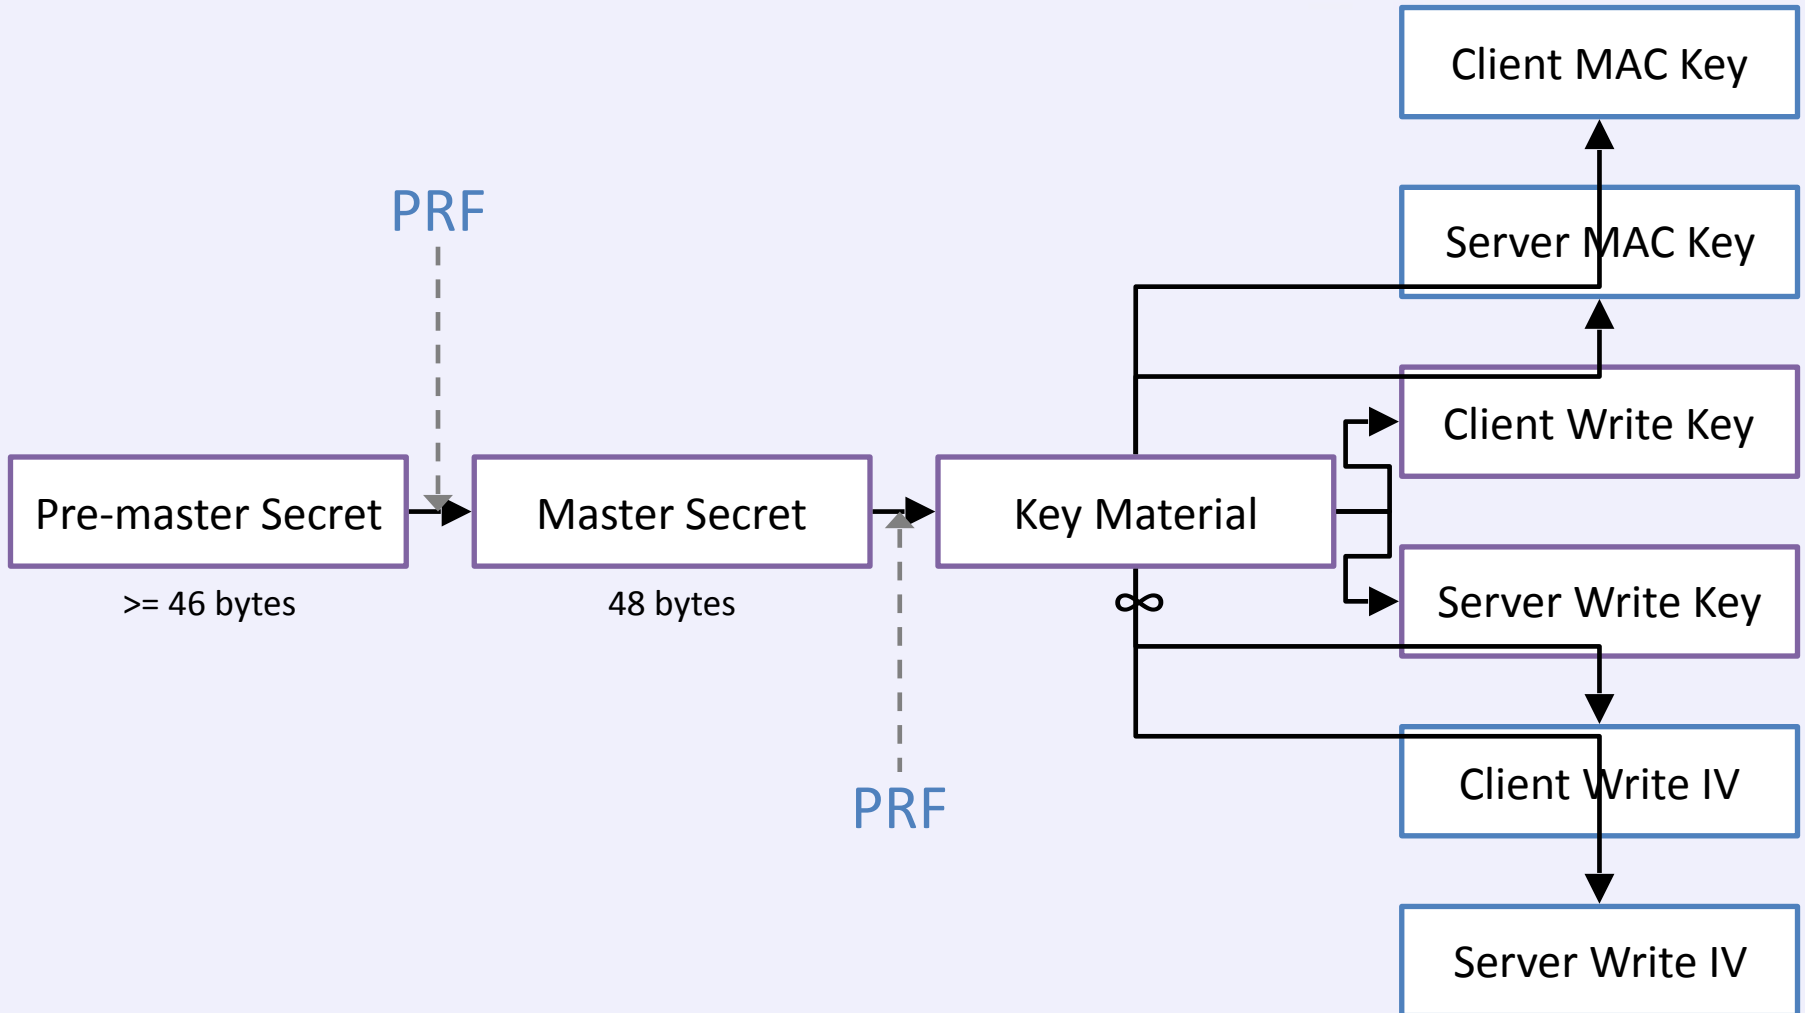 Client MAC Key
PRF
Server MAC Key
Client Write Key
Pre-master Secret
Master Secret
Key Material
>= 46 bytes
48 bytes
∞
Server Write Key
Client Write IV
PRF
Server Write IV